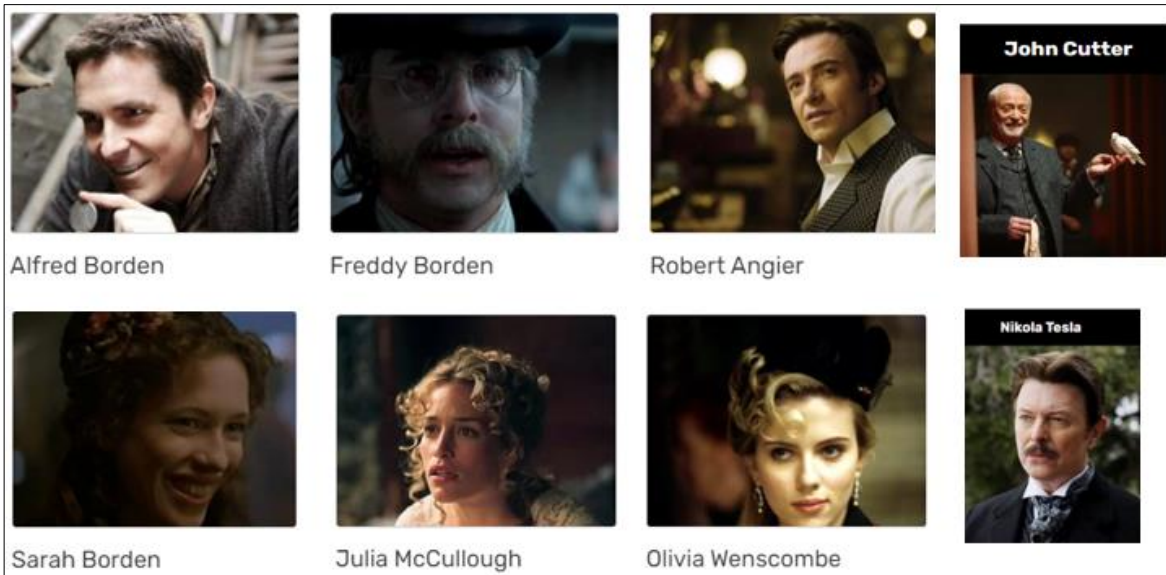 John Cutter
Alfred Borden
Freddy Borden
Robert Angier
Nikola Tesla
Sarah Borden
Julia McCullough
Olivia Wenscombe